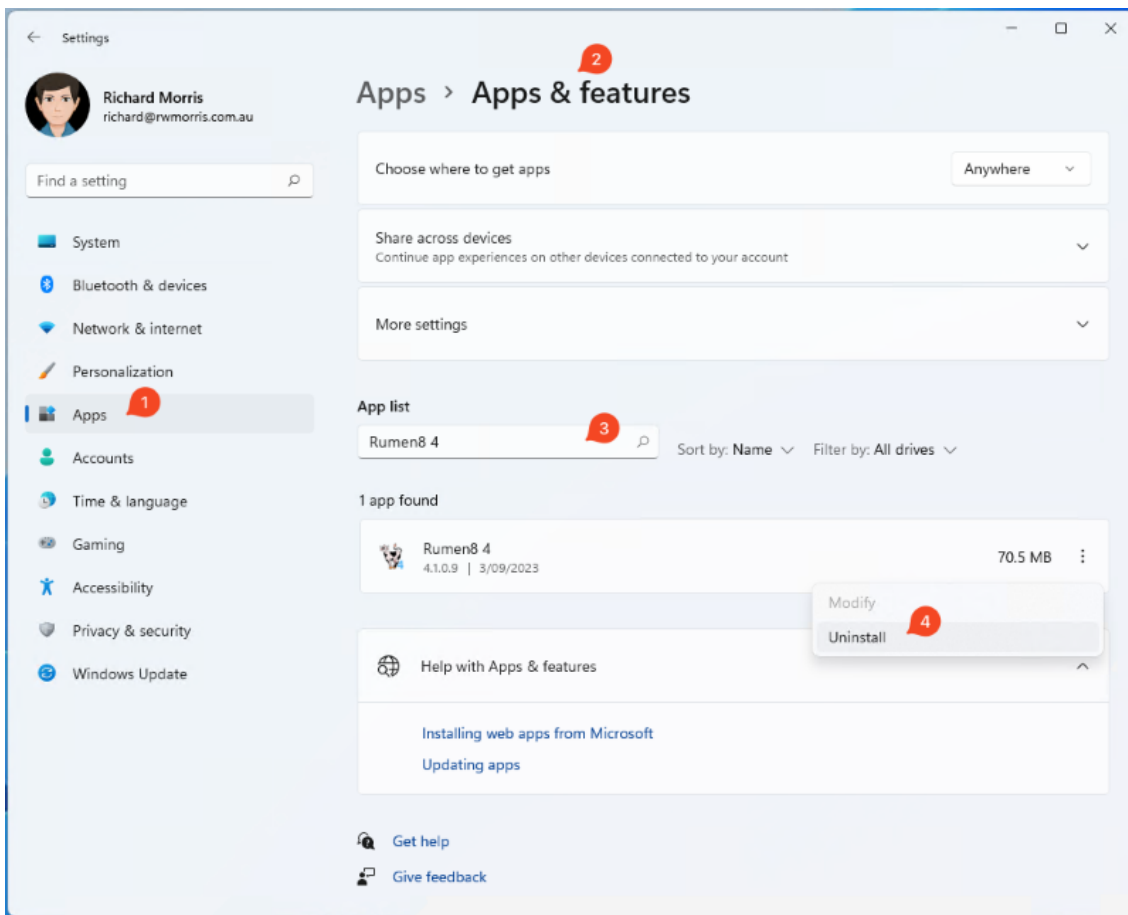 Settings
Richard Morris
richard@rwmorris.com.au
Find a setting
System
Bluetooth & devices
Network & internet
Personalization
Apps
1
Accounts
Time & language
Gaming
Accessibility
Privacy & security
Windows Update
2
Apps > Apps & features
Choose where to get apps
Anywhere
Share across devices
Continue app experiences on other devices connected to your account
More settings
App list
Rumen8 4
3
Sort by: Name
Filter by: All drives
1 app found
Rumen8 4
4.1.0.9 | 3/09/2023
70.5 MB
Modify
Uninstall
4
Help with Apps & features
Installing web apps from Microsoft
Updating apps
Get help
Give feedback